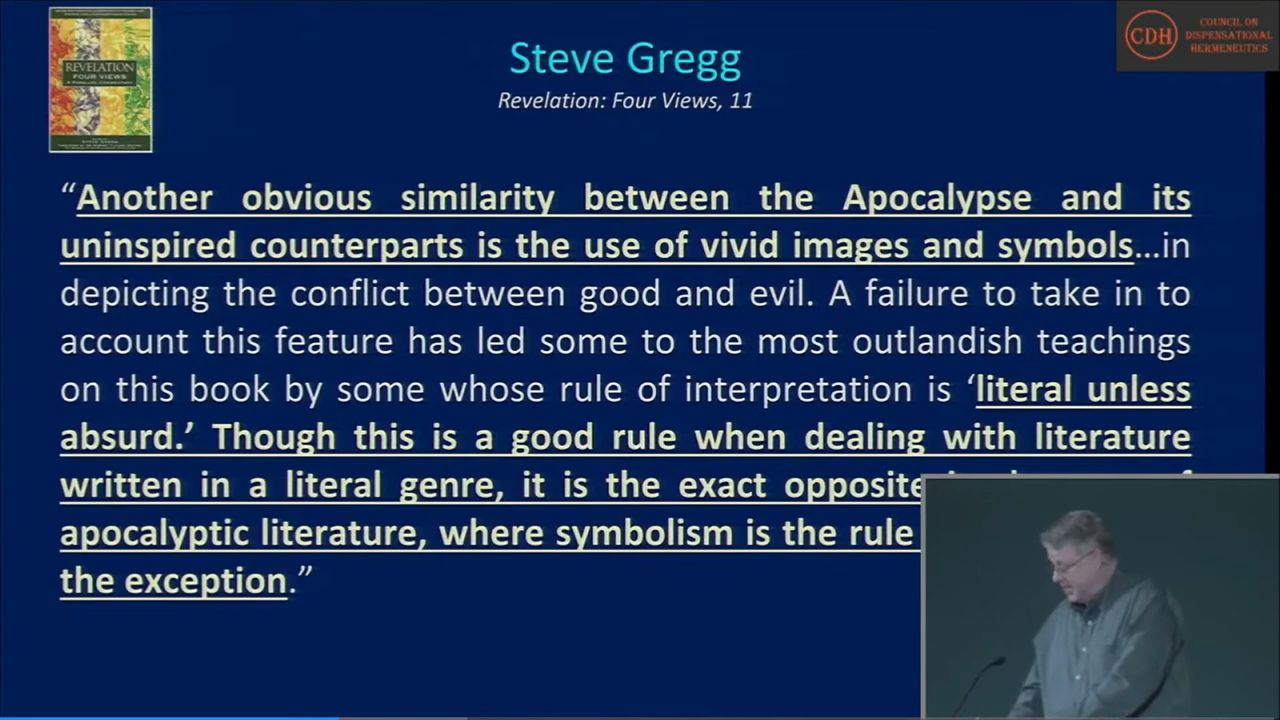 CDH
COUNCIL ON
DISPENSATIONAL
HERMENEUTICS
REVELATION
FOUR VIEWS
A PARALLEL COMMENTARY
STEVE GREGG
Steve Gregg
Revelation: Four Views, 11
“Another obvious similarity between the Apocalypse and its
uninspired counterparts is the use of vivid images and symbols…in
depicting the conflict between good and evil. A failure to take in to
account this feature has led some to the most outlandish teachings
on this book by some whose rule of interpretation is ‘literal unless
absurd.’ Though this is a good rule when dealing with literature
written in a literal genre, it is the exact opposite
apocalyptic literature, where symbolism is the rule
the exception.”